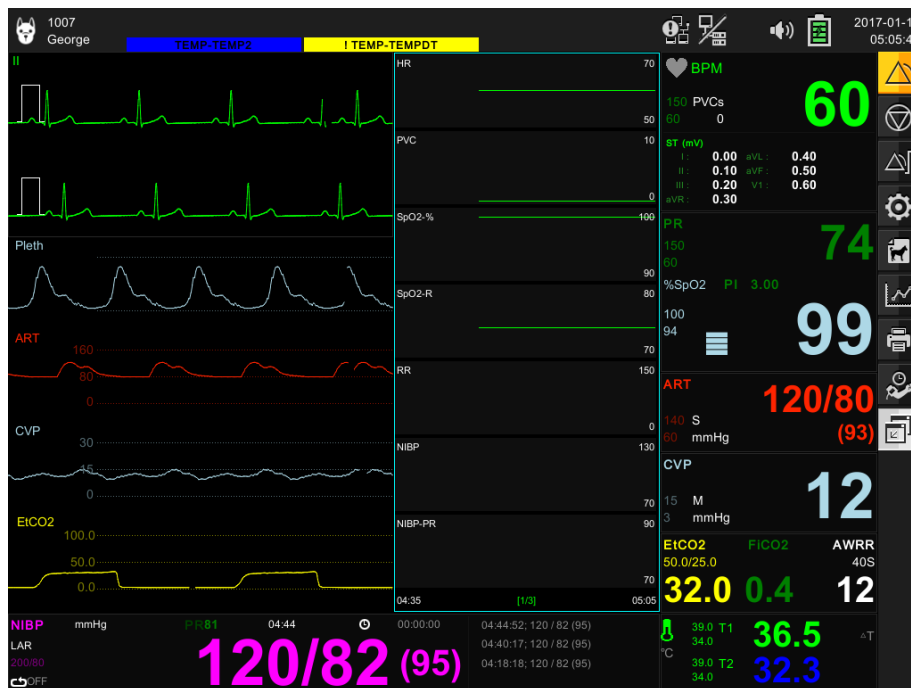 1007
George
TEMP-TEMP2
! TEMP-TEMPDT
2017-01-1
05:05:4
II
Pleth
ART
160
80
0
CVP
30
15
0
EtCO2
100.0
50.0
0.0
HR 70
50
PVC 10
0
SpO2-% 100
90
SpO2-R 80
70
RR 150
0
NIBP 130
70
NIBP-PR 90
70
04:35 [1/3] 05:05
BPM
60
150 PVCs
60 0
ST (mV)
I : 0.00 aVL : 0.40
II : 0.10 aVF : 0.50
III : 0.20 V1 : 0.60
aVR : 0.30
PR
150
60
74
%SpO2 PI 3.00
100
94
99
ART
120/80
140 S
60 mmHg
(93)
CVP
12
15 M
3 mmHg
EtCO2 FiCO2 AWRR
50.0/25.0 40S
32.0 0.4 12
NIBP mmHg PR81 04:44 00:00:00
LAR
200/80
OFF
120/82 (95)
04:44:52; 120 / 82 (95)
04:40:17; 120 / 82 (95)
04:18:18; 120 / 82 (95)
°C
39.0 T1
34.0
36.5
△T
39.0 T2
34.0
32.3